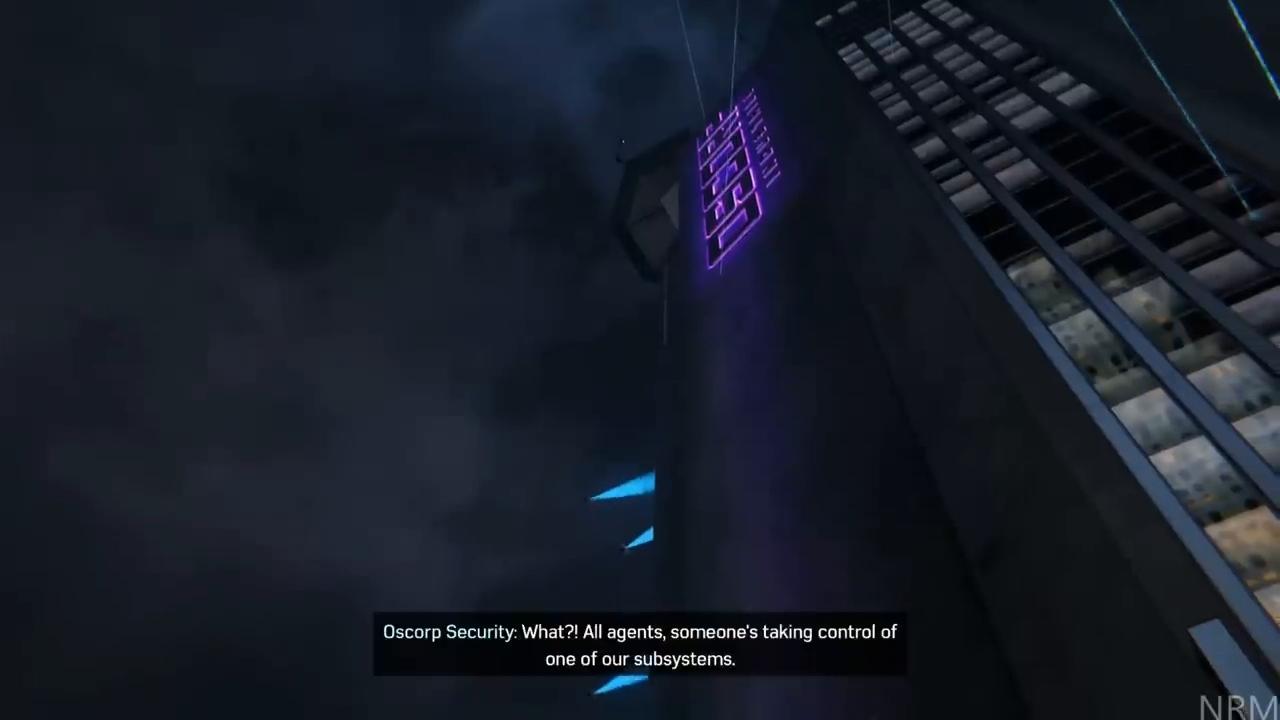 Oscorp Security: What?! All agents, someone's taking control of
one of our subsystems.
NRM